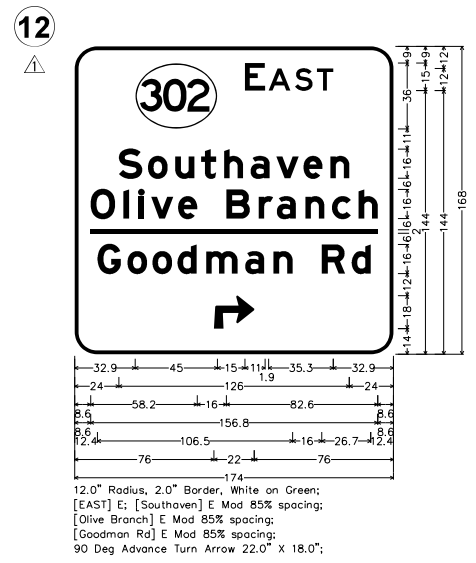 12
1
302 EAST
Southaven
Olive Branch
Goodman Rd
9
36
11
16
6
16
6
2
6
16
12
18
14
9
15
144
12
12
144
168
32.9 45 15 11 1.9 35.3 32.9
24 126 24
8.6 58.2 16 82.6 8.6
8.6 156.8 8.6
12.4 106.5 16 26.7 12.4
76 22 76
174
12.0" Radius, 2.0" Border, White on Green;
[EAST] E; [Southaven] E Mod 85% spacing;
[Olive Branch] E Mod 85% spacing;
[Goodman Rd] E Mod 85% spacing;
90 Deg Advance Turn Arrow 22.0" X 18.0";